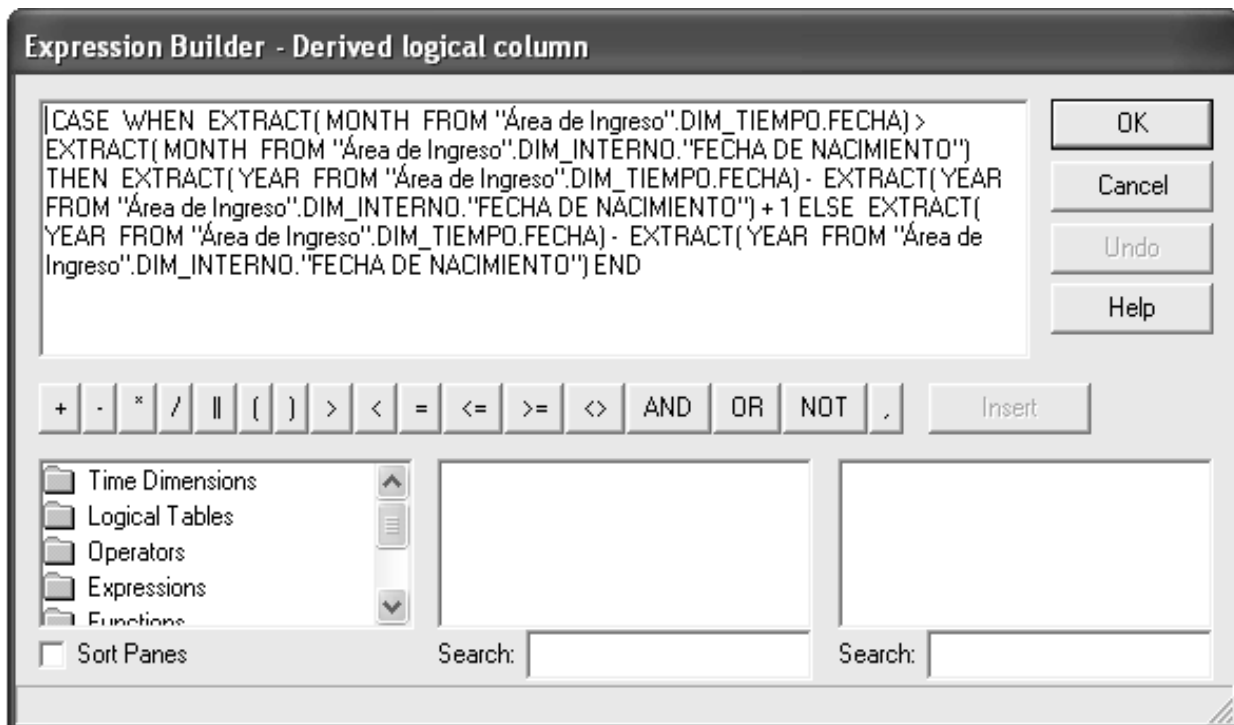 Expression Builder - Derived logical column
CASE WHEN EXTRACT( MONTH FROM "Área de Ingreso".DIM_TIEMPO.FECHA) >
EXTRACT( MONTH FROM "Área de Ingreso".DIM_INTERNO."FECHA DE NACIMIENTO")
THEN EXTRACT( YEAR FROM "Área de Ingreso".DIM_TIEMPO.FECHA) - EXTRACT( YEAR
FROM "Área de Ingreso".DIM_INTERNO."FECHA DE NACIMIENTO") + 1 ELSE EXTRACT(
YEAR FROM "Área de Ingreso".DIM_TIEMPO.FECHA) - EXTRACT( YEAR FROM "Área de
Ingreso".DIM_INTERNO."FECHA DE NACIMIENTO") END
OK
Cancel
Undo
Help
+ - * / || ( ) > < = <= >= <> AND OR NOT , Insert
Time Dimensions
Logical Tables
Operators
Expressions
Functions
Sort Panes Search: Search: